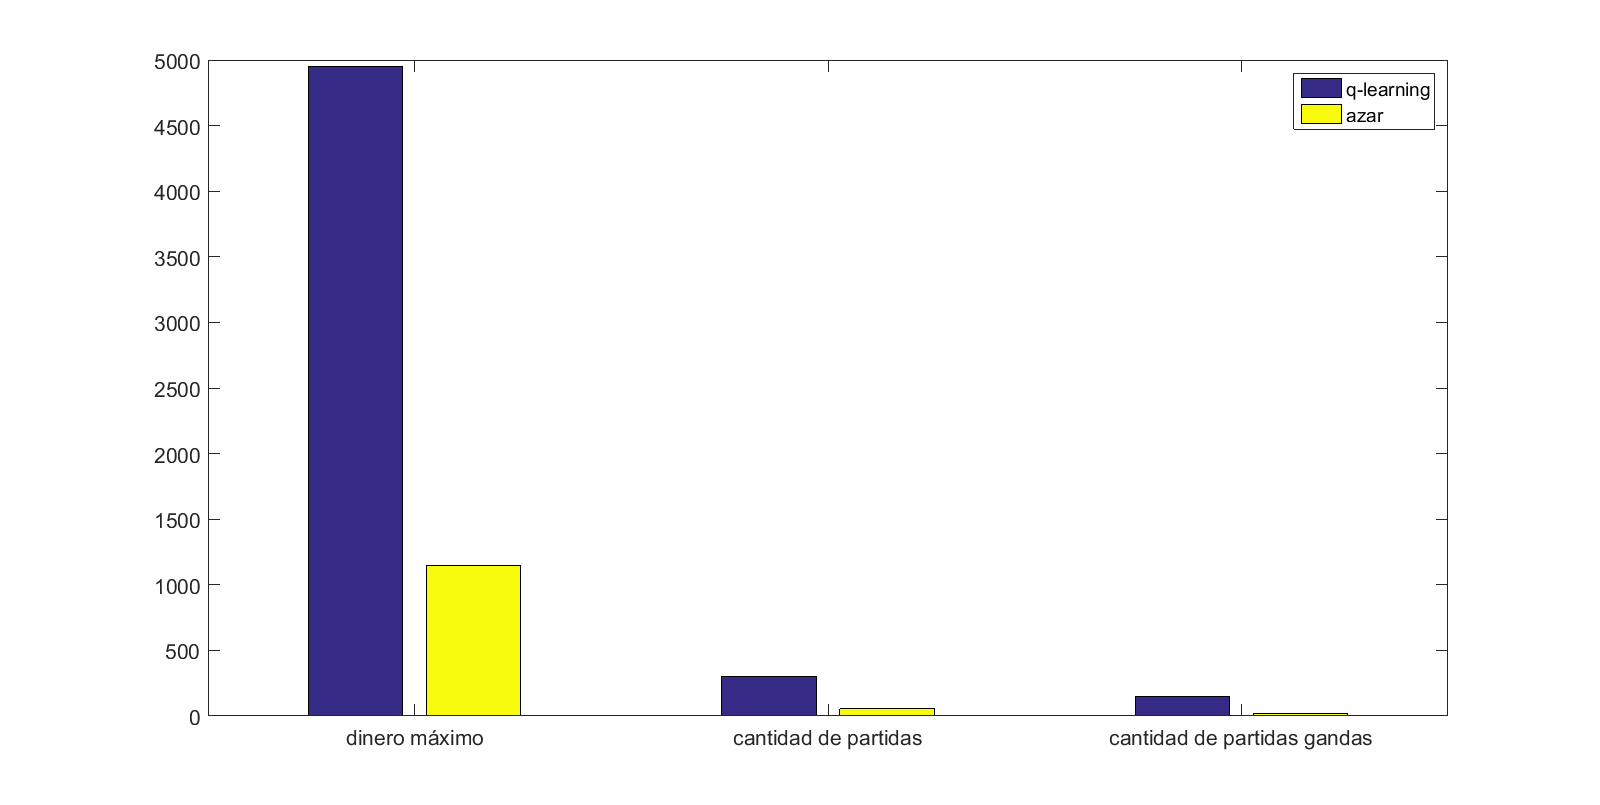 5000
4500
4000
3500
3000
2500
2000
1500
1000
500
0
dinero máximo
cantidad de partidas
cantidad de partidas gandas
q-learning
azar